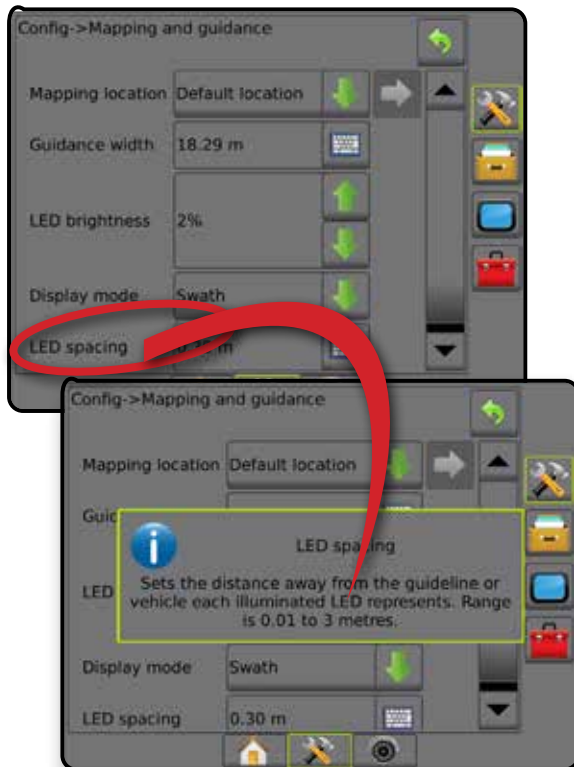 Config->Mapping and guidance
Mapping location Default location
Guidance width 18.29 m
LED brightness 2%
Display mode Swath
LED spacing m
Config->Mapping and guidance
Mapping location Default location
LED spacing
Sets the distance away from the guideline or
vehicle each illuminated LED represents. Range
is 0.01 to 3 metres.
LED
Display mode Swath
LED spacing 0.30 m